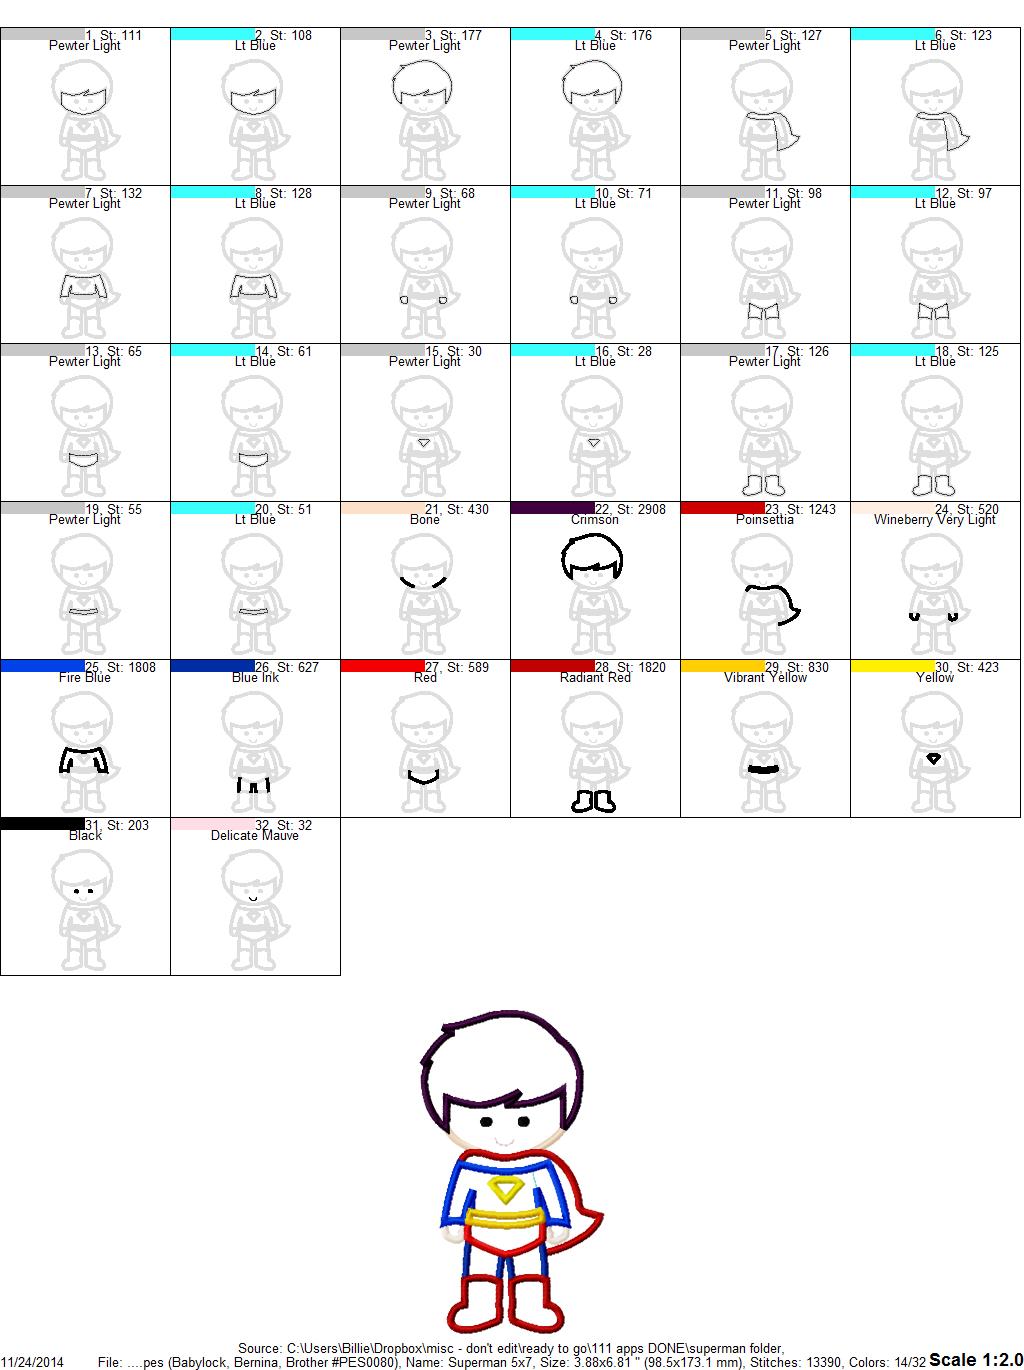 1, St: 111
Pewter Light
2, St: 108
Lt Blue
3, St: 177
Pewter Light
4, St: 176
Lt Blue
5, St: 127
Pewter Light
6, St: 123
Lt Blue
7, St: 132
Pewter Light
8, St: 128
Lt Blue
9, St: 68
Pewter Light
10, St: 71
Lt Blue
11, St: 98
Pewter Light
12, St: 97
Lt Blue
13, St: 65
Pewter Light
14, St: 61
Lt Blue
15, St: 30
Pewter Light
16, St: 28
Lt Blue
17, St: 126
Pewter Light
18, St: 125
Lt Blue
19, St: 55
Pewter Light
20, St: 51
Lt Blue
21, St: 430
Bone
22, St: 2908
Crimson
23, St: 1243
Poinsettia
24, St: 520
Wineberry Very Light
25, St: 1808
Fire Blue
26, St: 627
Blue Ink
27, St: 589
Red
28, St: 1820
Radiant Red
29, St: 830
Vibrant Yellow
30, St: 423
Yellow
31, St: 203
Black
32, St: 32
Delicate Mauve
Source: C:\Users\Billie\Dropbox\misc - don't edit\ready to go\111 apps DONE\superman folder,
11/24/2014 File: ....pes (Babylock, Bernina, Brother #PES0080), Name: Superman 5x7, Size: 3.88x6.81 " (98.5x173.1 mm), Stitches: 13390, Colors: 14/32 Scale 1:2.0